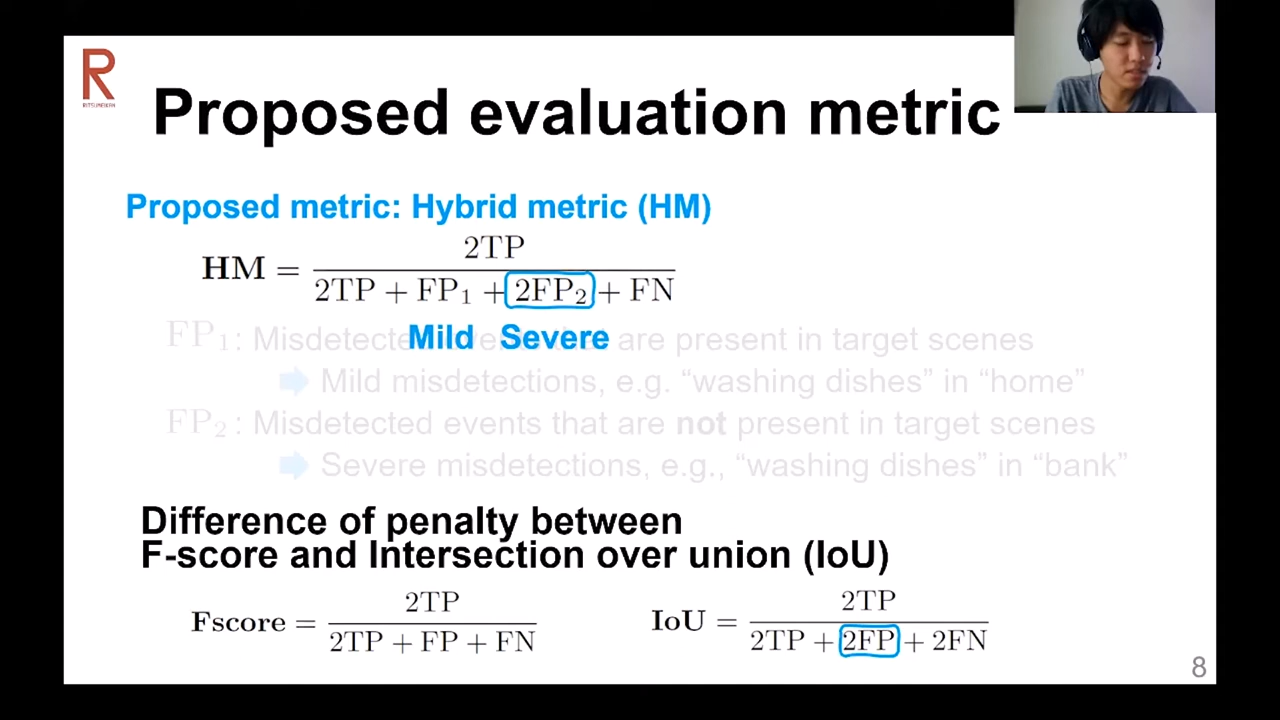 R
RITSUMEIKAN
Proposed evaluation metric
Proposed metric: Hybrid metric (HM)
HM = 2TP / (2TP + FP₁ + 2FP₂ + FN)
Mild Severe
FP₁ : Misdetected events that are present in target scenes
Mild misdetections, e.g. “washing dishes” in “home”
FP₂ : Misdetected events that are not present in target scenes
Severe misdetections, e.g., “washing dishes” in “bank”
Difference of penalty between
F-score and Intersection over union (IoU)
Fscore = 2TP / (2TP + FP + FN)
IoU = 2TP / (2TP + 2FP + 2FN)
8